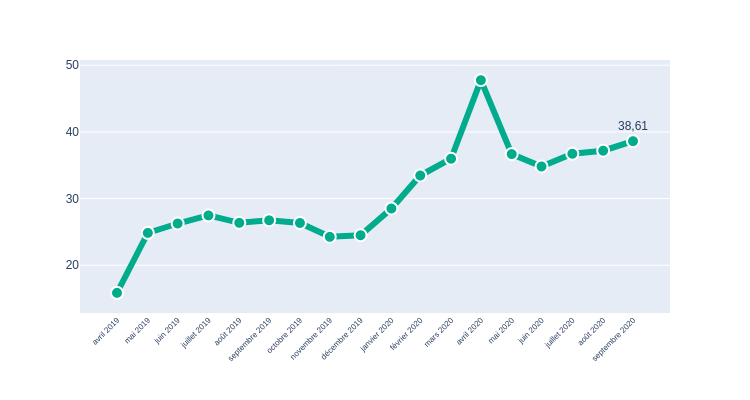 50
40
30
20
38,61
avril 2019
mai 2019
juin 2019
juillet 2019
août 2019
septembre 2019
octobre 2019
novembre 2019
décembre 2019
janvier 2020
février 2020
mars 2020
avril 2020
mai 2020
juin 2020
juillet 2020
août 2020
septembre 2020